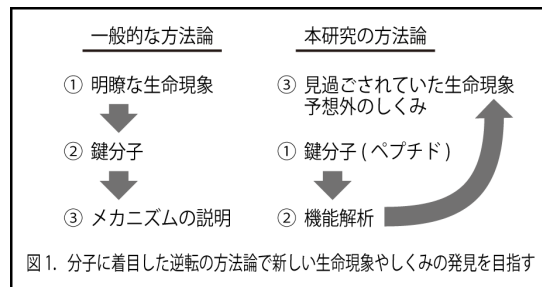 一般的な方法論
① 明瞭な生命現象
② 鍵分子
③ メカニズムの説明
本研究の方法論
③ 見過ごされていた生命現象
予想外のしくみ
① 鍵分子 ( ペプチド )
② 機能解析
図 1. 分子に着目した逆転の方法論で新しい生命現象やしくみの発見を目指す